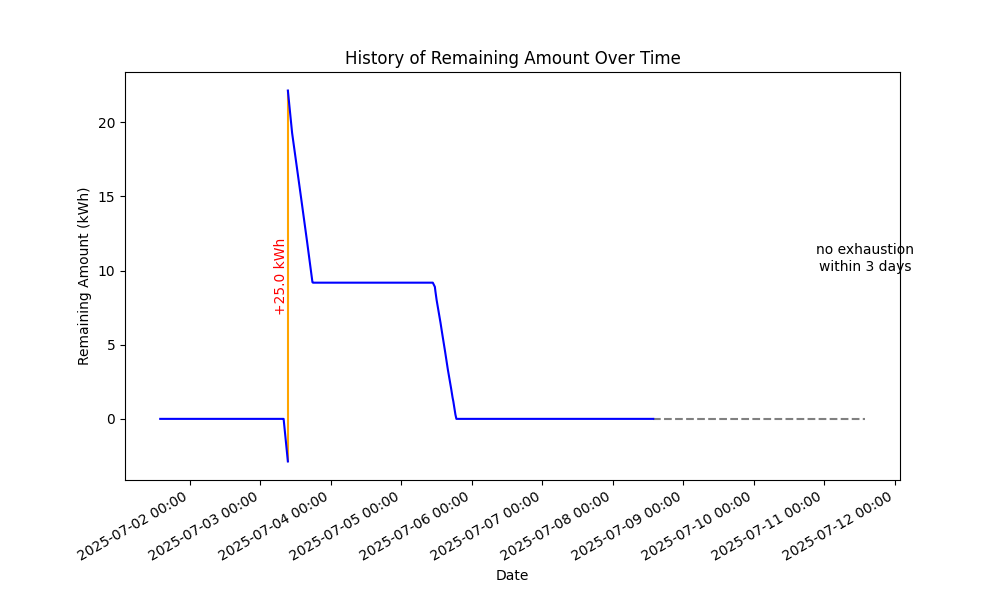 History of Remaining Amount Over Time
Remaining Amount (kWh)
20
15
10
5
0
+25.0 kWh
no exhaustion
within 3 days
2025-07-02 00:00
2025-07-03 00:00
2025-07-04 00:00
2025-07-05 00:00
2025-07-06 00:00
2025-07-07 00:00
2025-07-08 00:00
2025-07-09 00:00
2025-07-10 00:00
2025-07-11 00:00
2025-07-12 00:00
Date